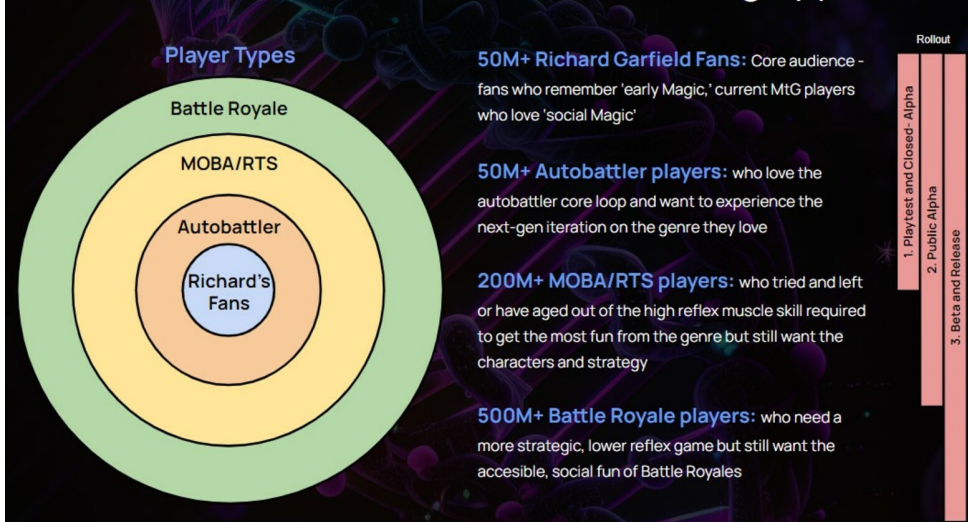 Player Types
Battle Royale
MOBA/RTS
Autobattler
Richard's
Fans
50M+ Richard Garfield Fans: Core audience -
fans who remember ‘early Magic,’ current MtG players
who love ‘social Magic’
50M+ Autobattler players: who love the
autobattler core loop and want to experience the
next-gen iteration on the genre they love
200M+ MOBA/RTS players: who tried and left
or have aged out of the high reflex muscle skill required
to get the most fun from the genre but still want the
characters and strategy
500M+ Battle Royale players: who need a
more strategic, lower reflex game but still want the
accesible, social fun of Battle Royales
Rollout
1. Playtest and Closed- Alpha
2. Public Alpha
3. Beta and Release